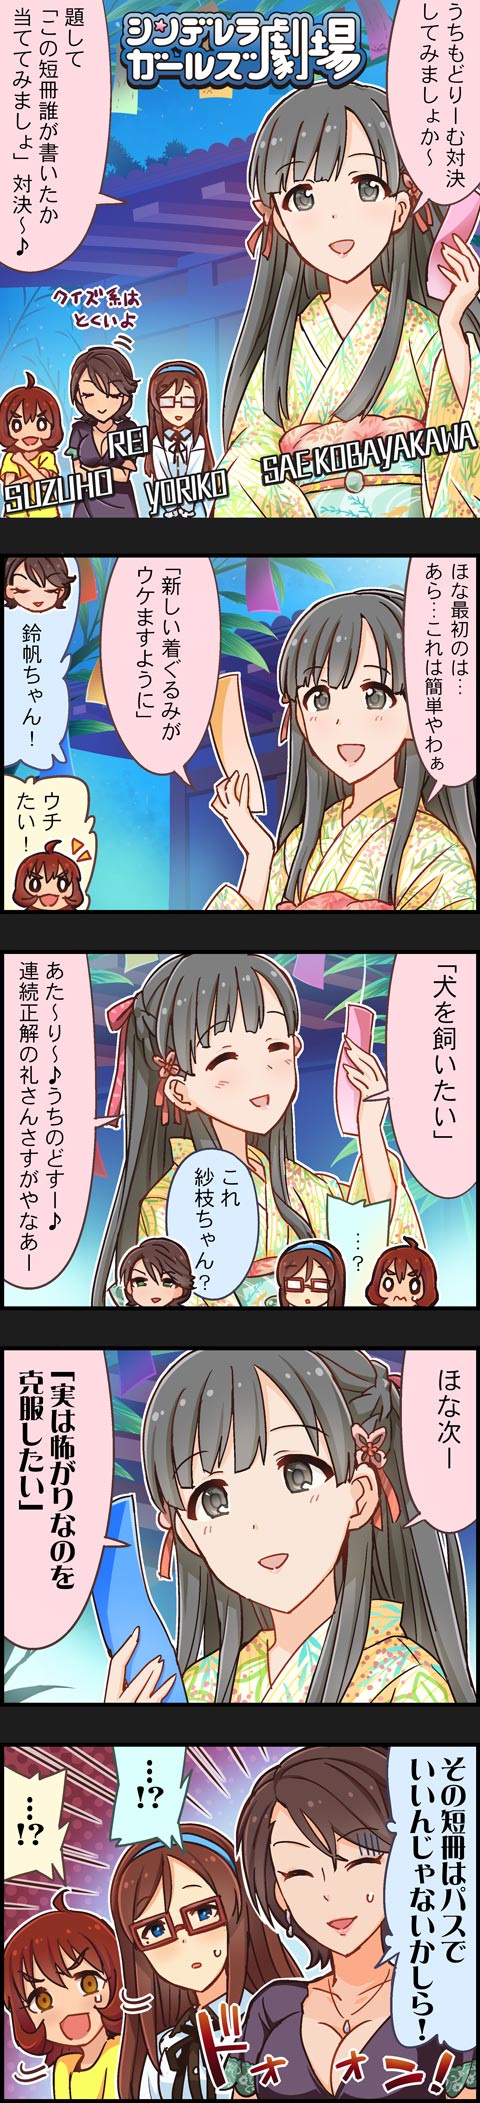 シンデレラ
ガールズ劇場
うちもどりーむ対決
してみましょか～
題して
「この短冊誰が書いたか
当ててみましょ」対決～♪
クイズ系は
とくいよ
SUZUHO
REI
YORIKO
SAE KOBAYAKAWA
ほな最初のは…
あら…これは簡単やわぁ
「新しい着ぐるみが
ウケますように」
鈴帆ちゃん！
ウチ
たい！
「犬を飼いたい」
…？
これ
紗枝ちゃん？
あた～り～♪うちのどすー♪
連続正解の礼さんさすがやなあー
ほな次ー
「実は怖がりなのを
克服したい」
その短冊はパスで
いいんじゃないかしら！
…!?
…!?
ドォォン！